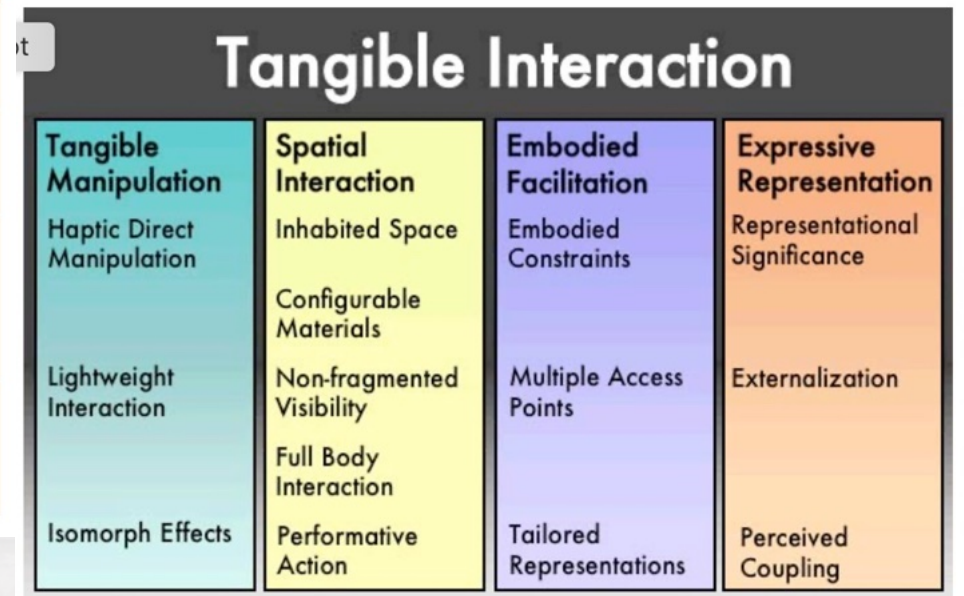 ot
Tangible Interaction
Tangible
Manipulation
Haptic Direct
Manipulation
Lightweight
Interaction
Isomorph Effects
Spatial
Interaction
Inhabited Space
Configurable
Materials
Non-fragmented
Visibility
Full Body
Interaction
Performative
Action
Embodied
Facilitation
Embodied
Constraints
Multiple Access
Points
Tailored
Representations
Expressive
Representation
Representational
Significance
Externalization
Perceived
Coupling